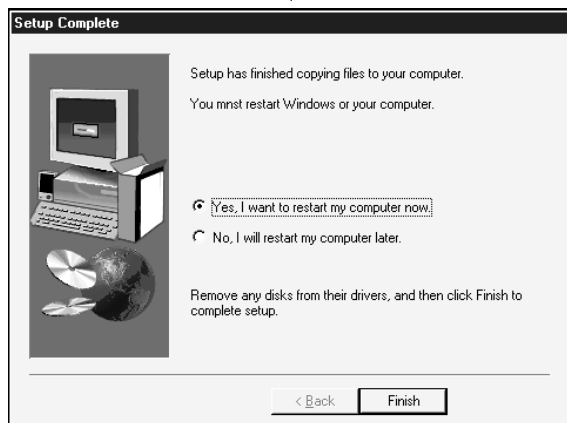 Setup Complete
Setup has finished copying files to your computer.
You mnst restart Windows or your computer.
Yes, I want to restart my computer now.
No, I will restart my computer later.
Remove any disks from their drivers, and then click Finish to
complete setup.
< Back
Finish